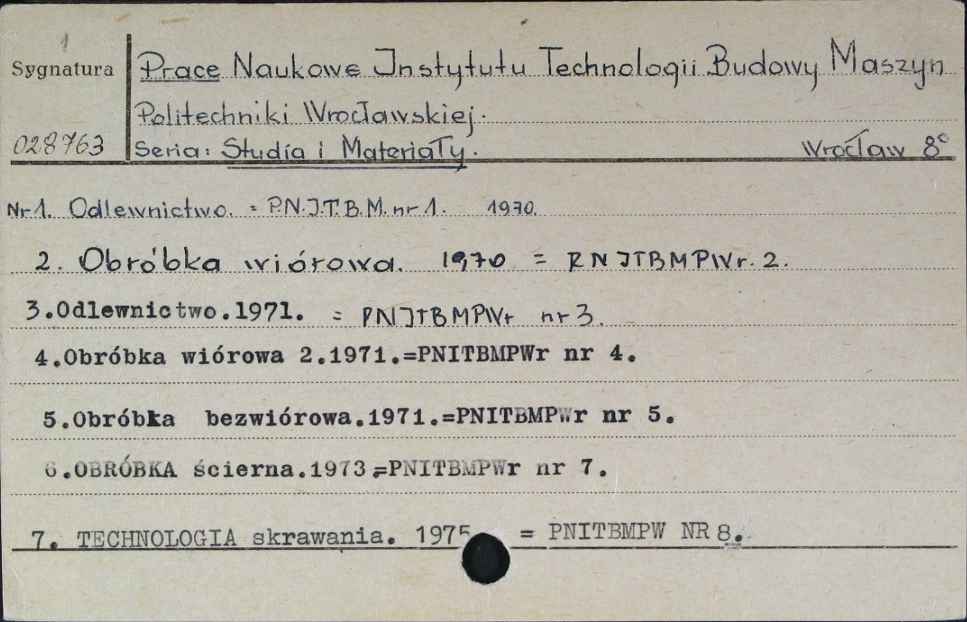 1
Sygnatura Prace Naukowe Instytutu Technologii Budowy Maszyn
Politechniki Wrocławskiej.
028763 Seria: Studia i Materiały. Wrocław 8°
Nr 1. Odlewnictwo. = P.N.I.T.B.M. nr 1. 1970.
2. Obróbka wiórowa. 1970 = PNITBMPWr. 2.
3.Odlewnictwo.1971. = PNITBMPWr nr 3.
4.Obróbka wiórowa 2.1971.=PNITBMPWr nr 4.
5.Obróbka bezwiórowa.1971.=PNITBMPWr nr 5.
6.OBRÓBKA ścierna.1973.=PNITBMPWr nr 7.
7. TECHNOLOGIA skrawania. 1975 = PNITBMPW NR 8.